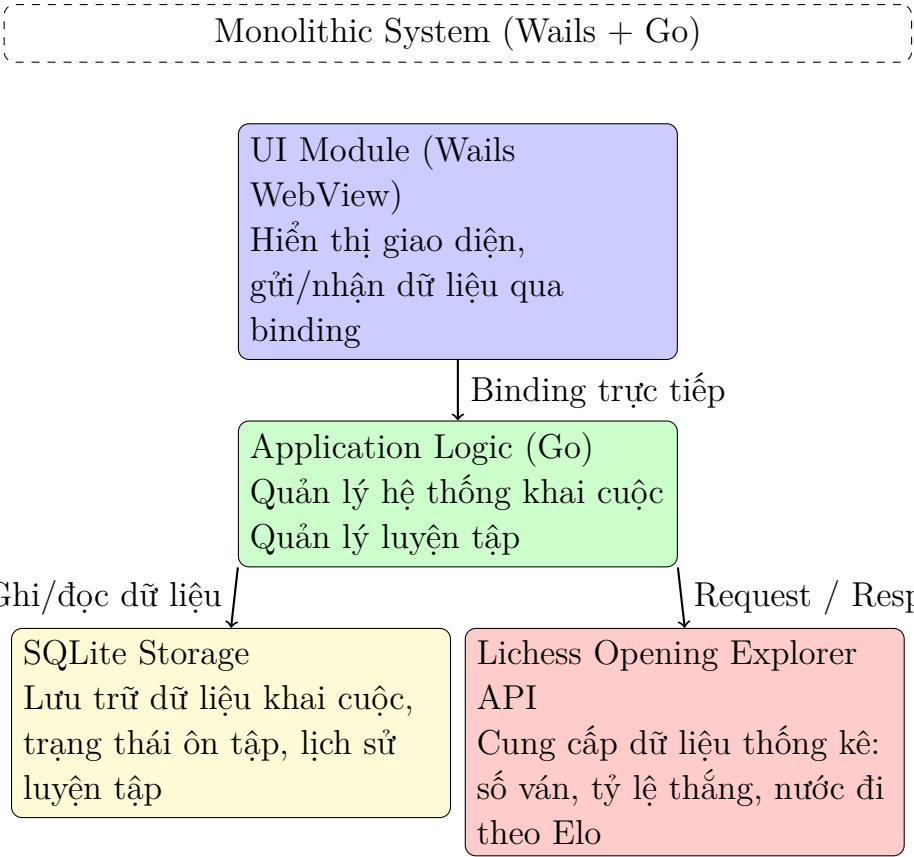 Monolithic System (Wails + Go)
UI Module (Wails
WebView)
Hiển thị giao diện,
gửi/nhận dữ liệu qua
binding
Binding trực tiếp
Application Logic (Go)
Quản lý hệ thống khai cuộc
Quản lý luyện tập
Ghi/đọc dữ liệu
Request / Resp
SQLite Storage
Lưu trữ dữ liệu khai cuộc,
trạng thái ôn tập, lịch sử
luyện tập
Lichess Opening Explorer
API
Cung cấp dữ liệu thống kê:
số ván, tỷ lệ thắng, nước đi
theo Elo